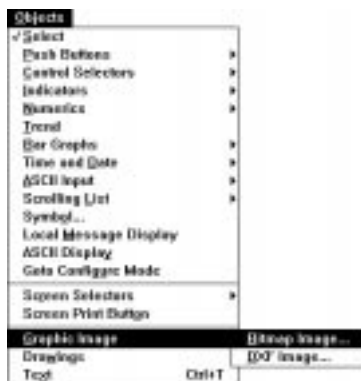 Objects
√ Select
Push Buttons
Control Selectors
Indicators
Numerics
Trend
Bar Graphs
Time and Date
ASCII Input
Scrolling List
Symbol...
Local Message Display
ASCII Display
Goto Configure Mode
Screen Selectors
Screen Print Button
Graphic Image
Bitmap Image...
Drawings
DXF Image...
Text Ctrl+T